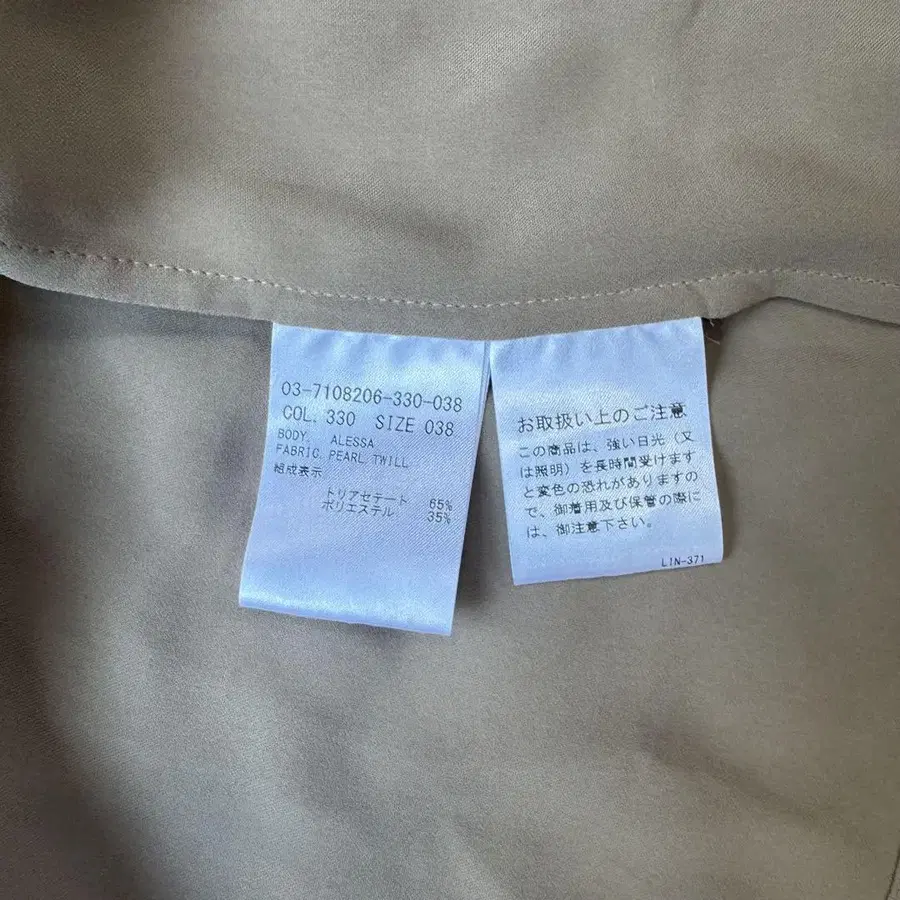 03-7108206-330-038
COL. 330 SIZE 038
BODY. ALESSA
FABRIC. PEARL TWILL
組成表示
トリアセテート 65%
ポリエステル 35%
お取扱い上のご注意
この商品は、強い日光（又
は照明）を長時間受けます
と変色の恐れがありますの
で、御着用及び保管の際に
は、御注意下さい。
LIN-371